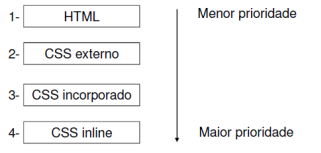 1- HTML Menor prioridade
2- CSS externo
3- CSS incorporado
4- CSS inline Maior prioridade